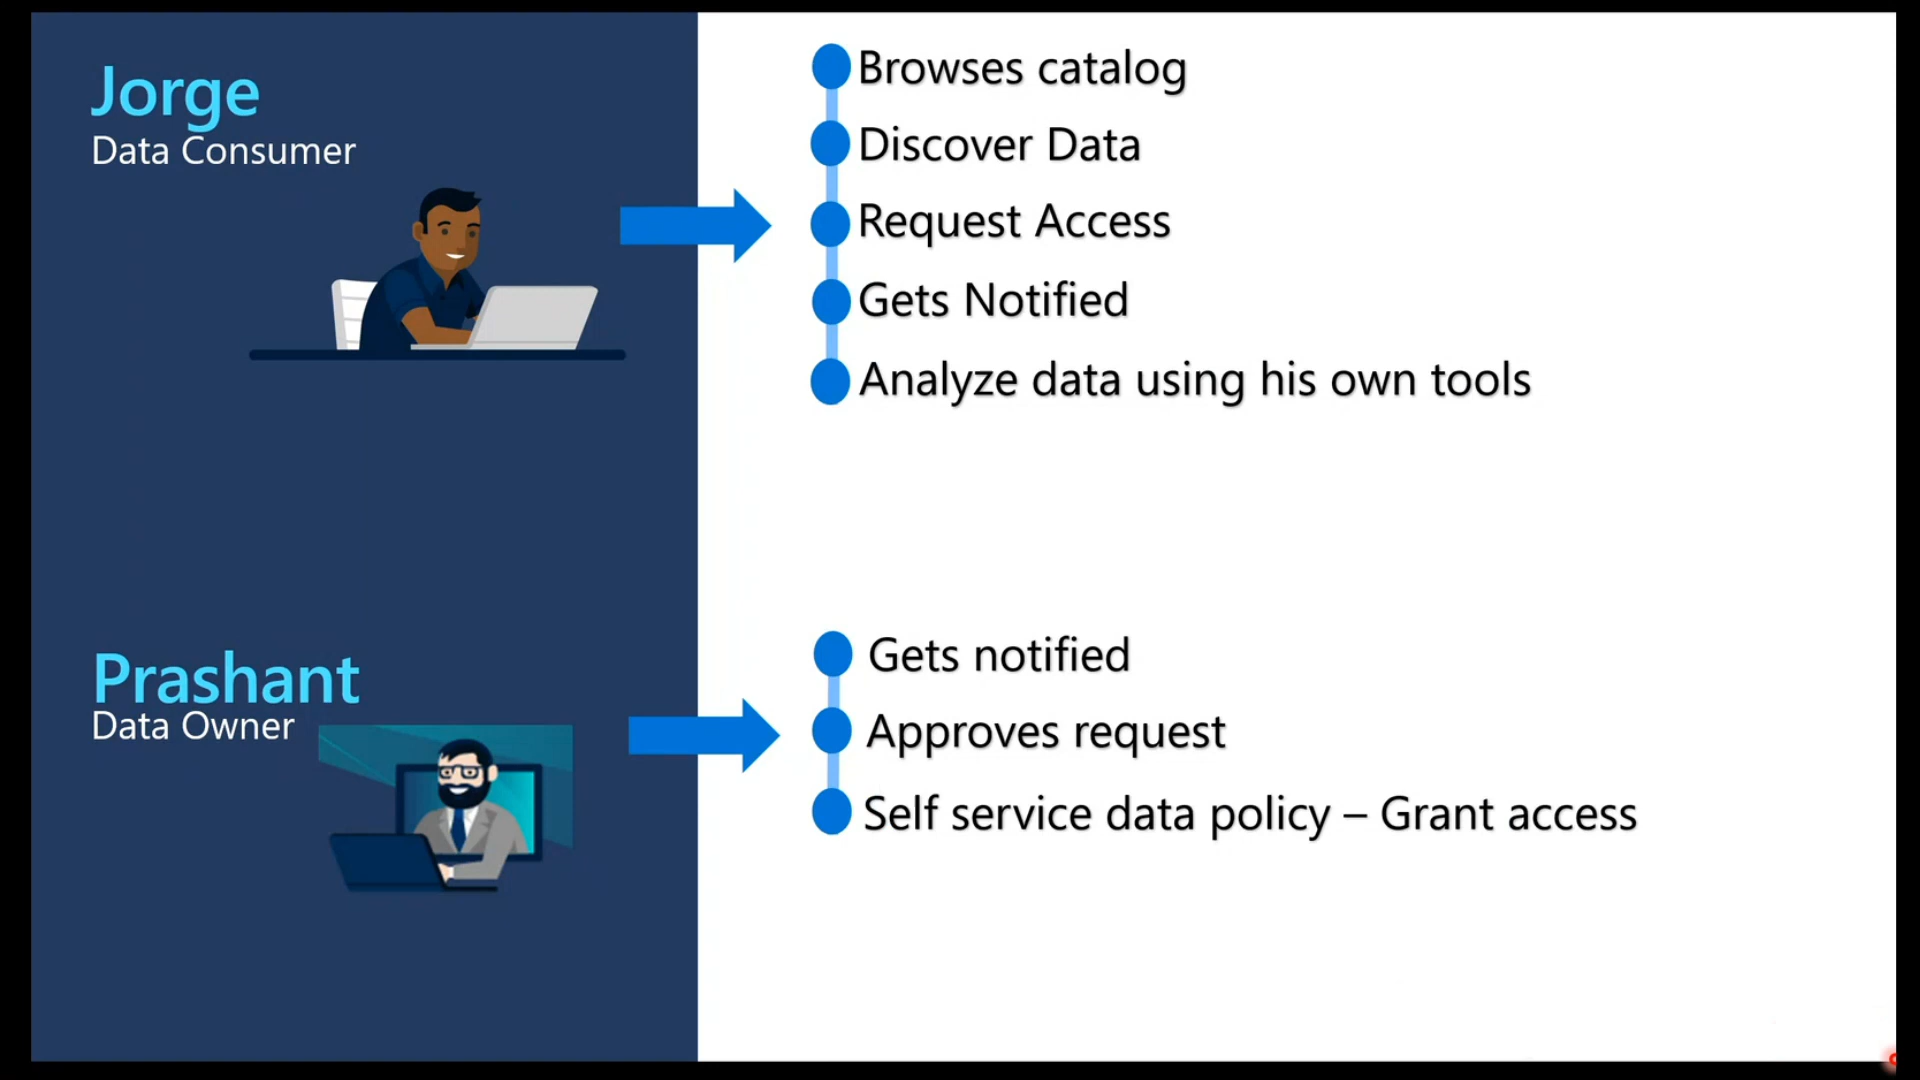 Jorge
Data Consumer
Browses catalog
Discover Data
Request Access
Gets Notified
Analyze data using his own tools
Prashant
Data Owner
Gets notified
Approves request
Self service data policy – Grant access